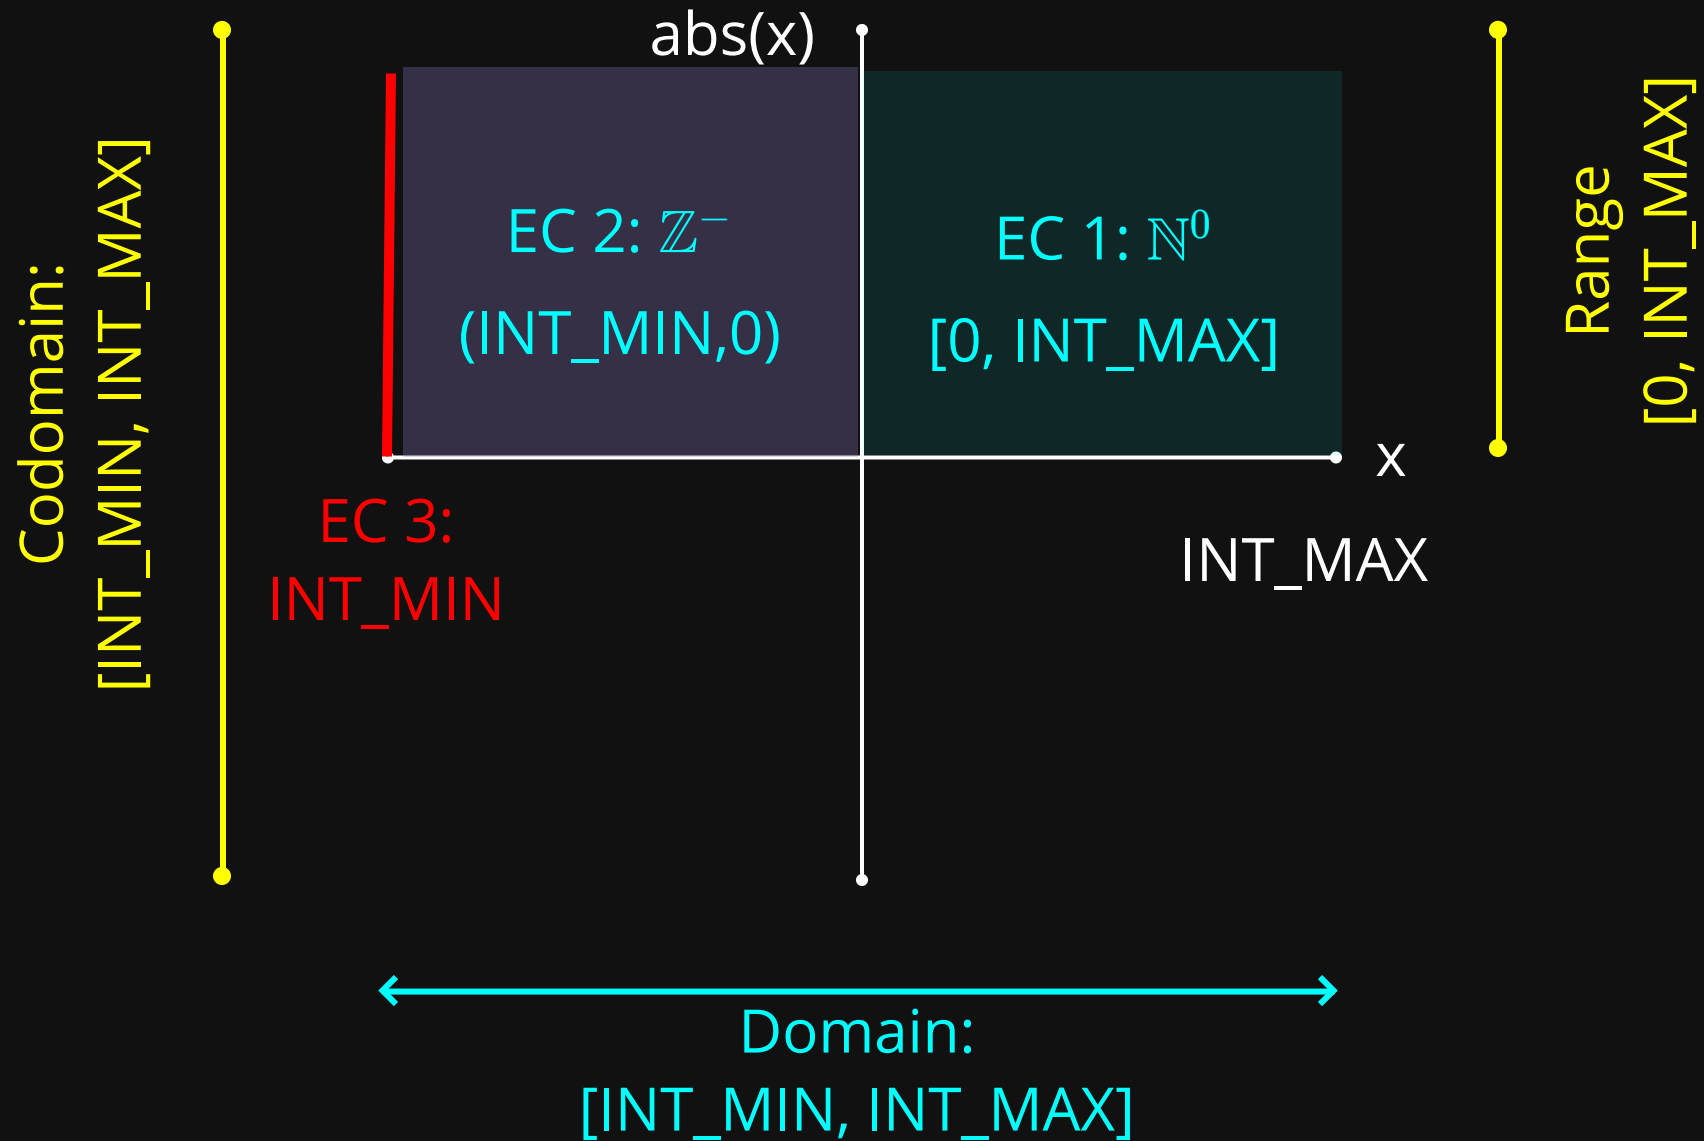 abs(x)
Codomain:
[INT_MIN, INT_MAX]
EC 2: ℤ⁻
(INT_MIN,0)
EC 1: ℕ⁰
[0, INT_MAX]
Range
[0, INT_MAX]
x
EC 3:
INT_MIN
INT_MAX
Domain:
[INT_MIN, INT_MAX]